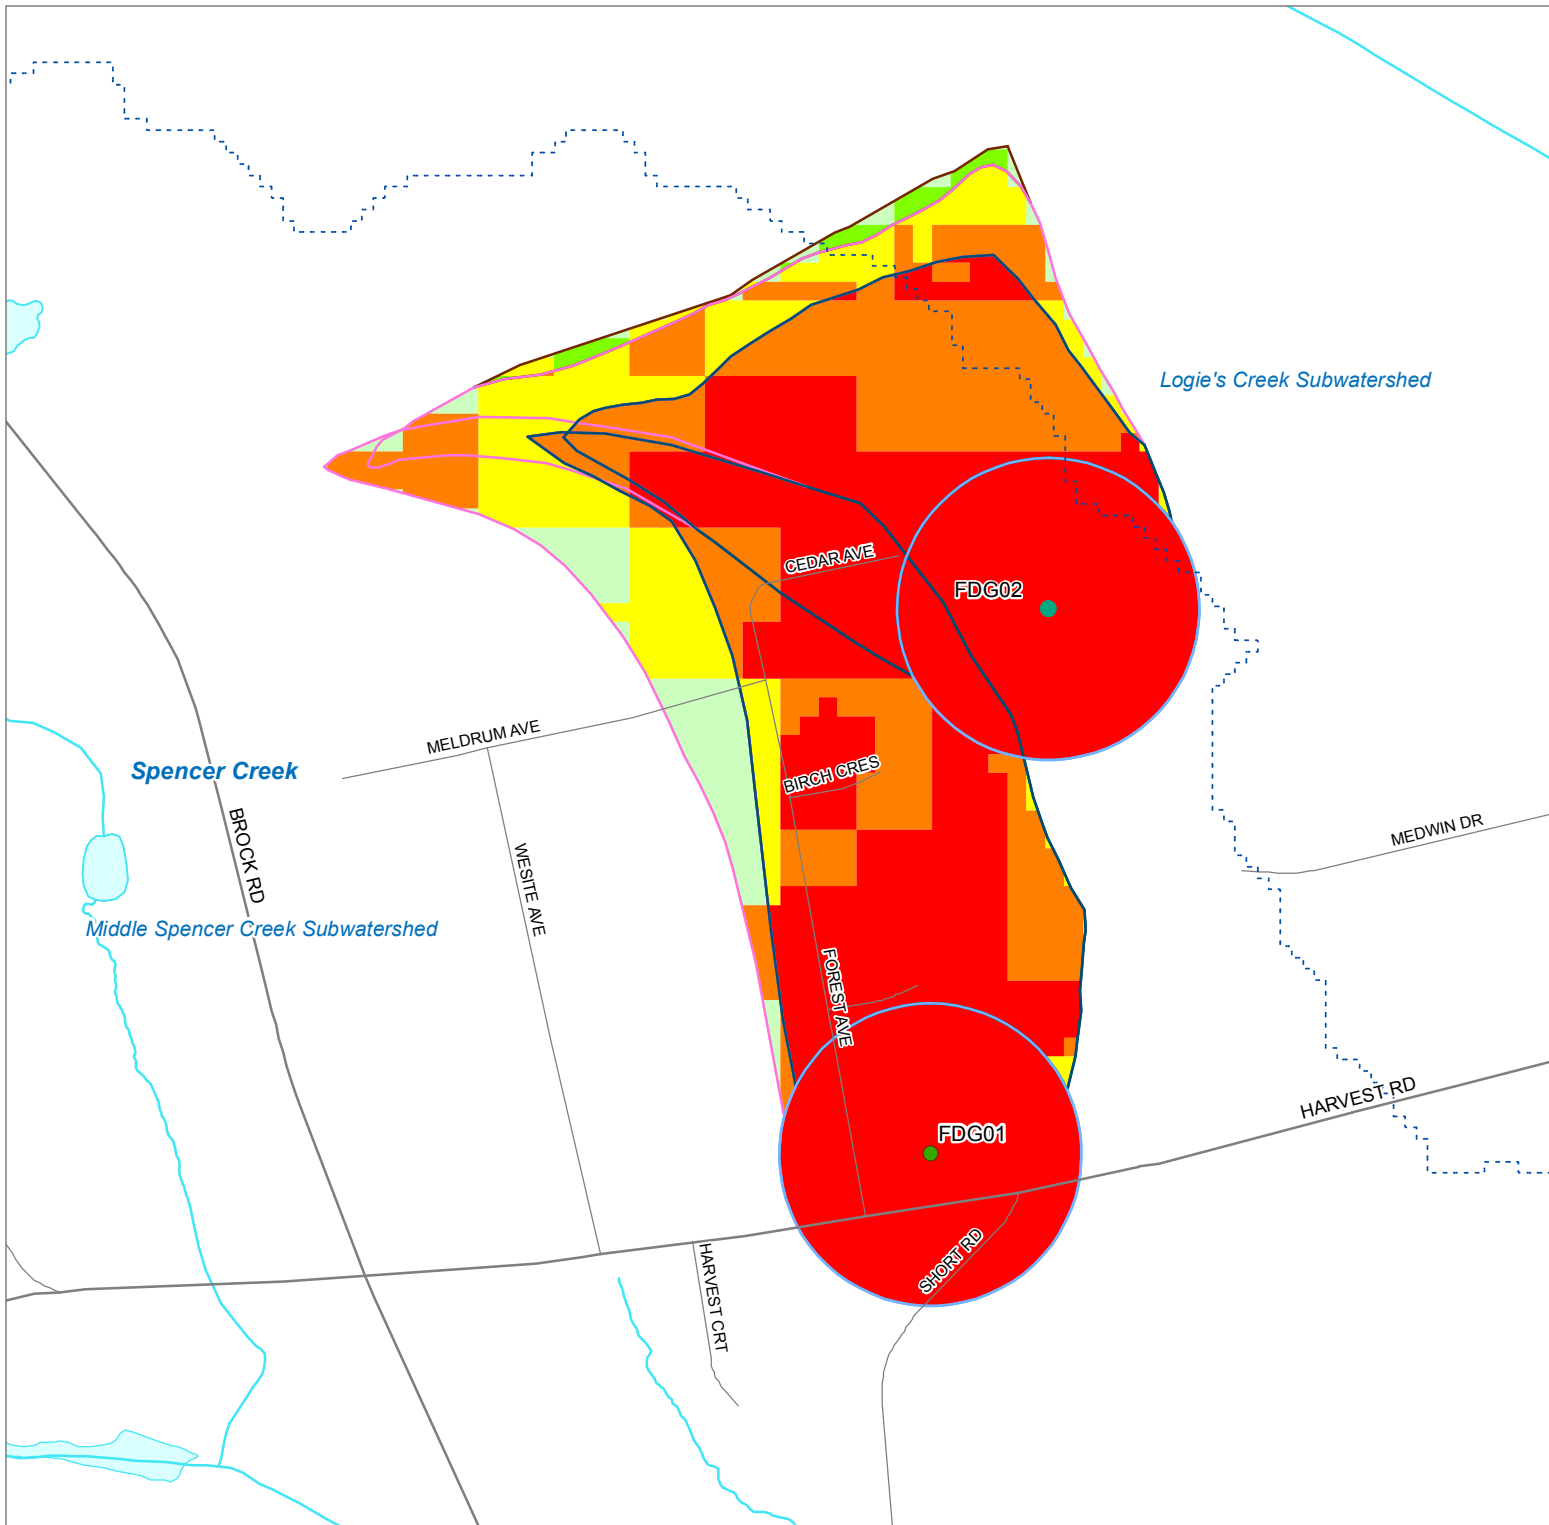 Logie's Creek Subwatershed
CEDAR AVE
FDG02
MELDRUM AVE
Spencer Creek
BIRCH CRES
BROCK RD
MEDWIN DR
WESITE AVE
Middle Spencer Creek Subwatershed
FOREST AVE
HARVEST RD
FDG01
SHORT RD
HARVEST CRT